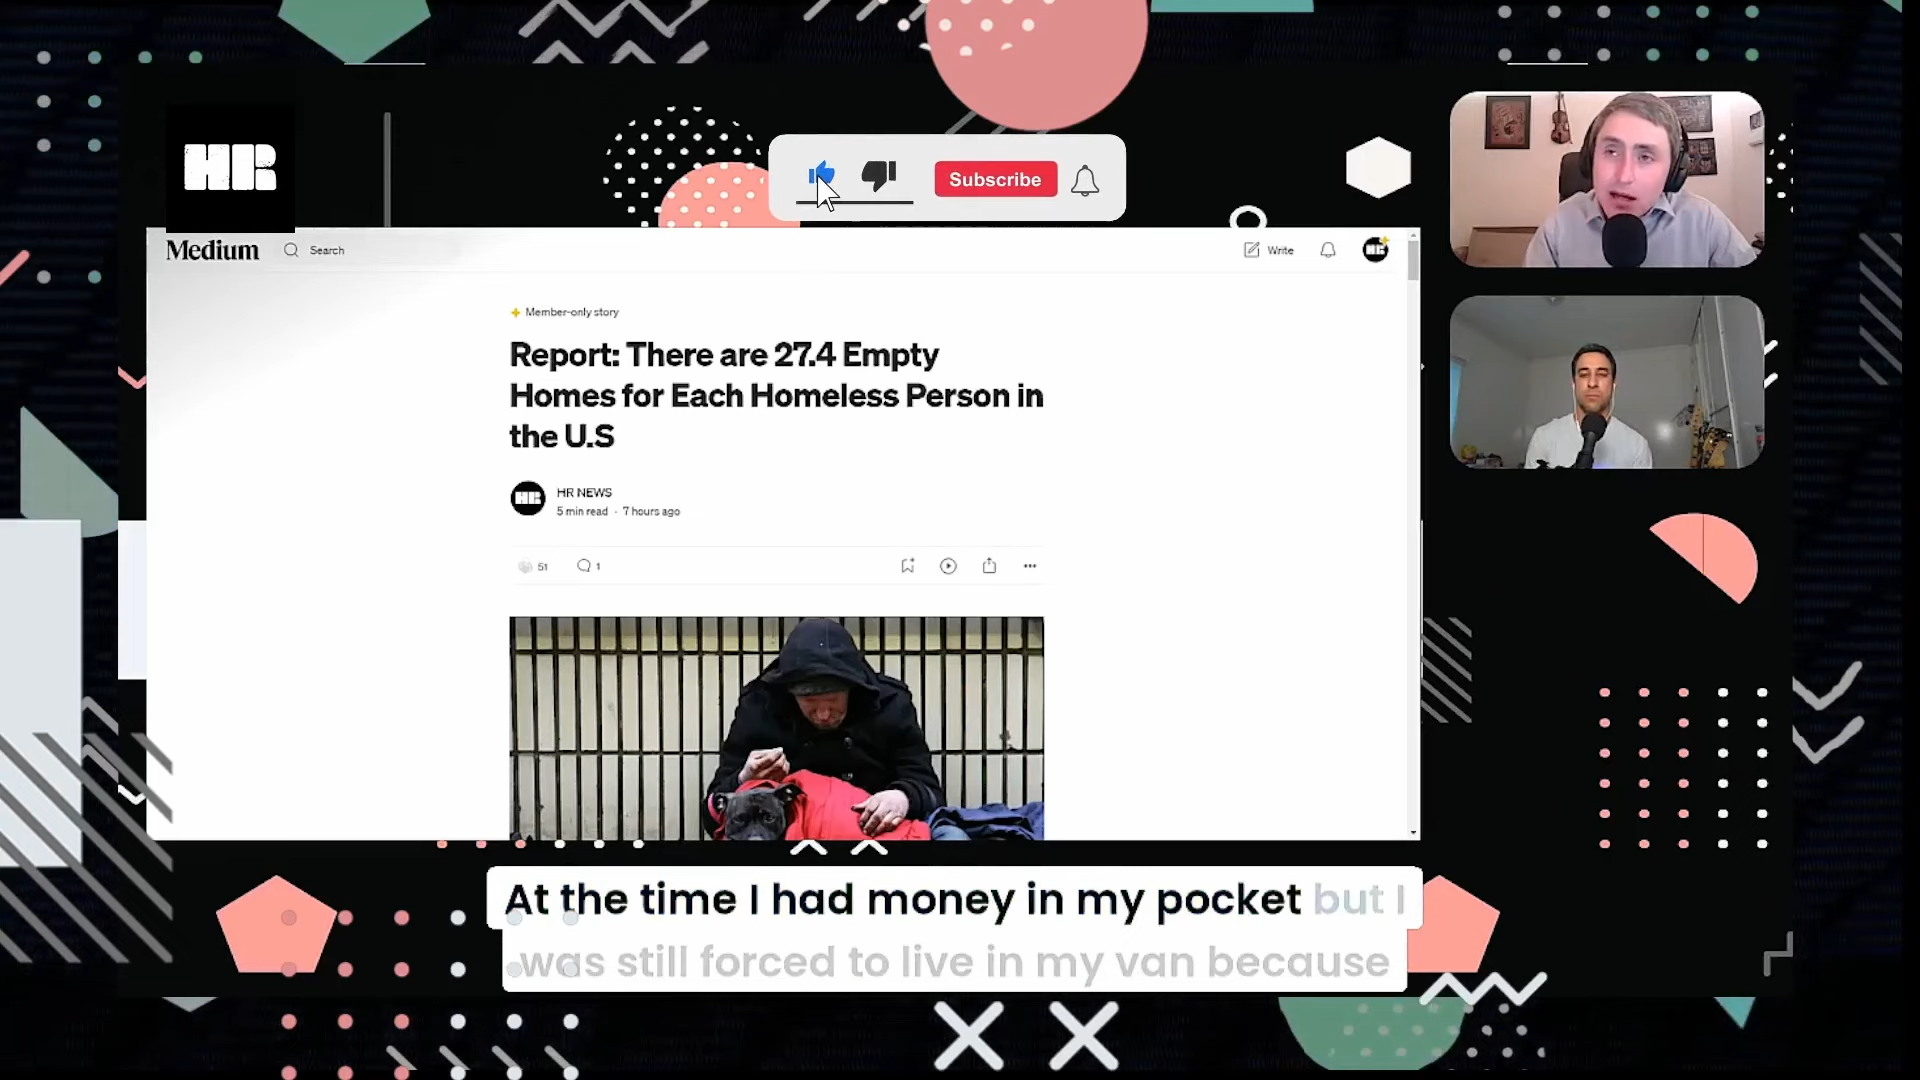 HR
Subscribe
Medium
Search
Write
HR
Member-only story
Report: There are 27.4 Empty
Homes for Each Homeless Person in
the U.S
HR
HR NEWS
5 min read · 7 hours ago
51
1
At the time I had money in my pocket but I
was still forced to live in my van because